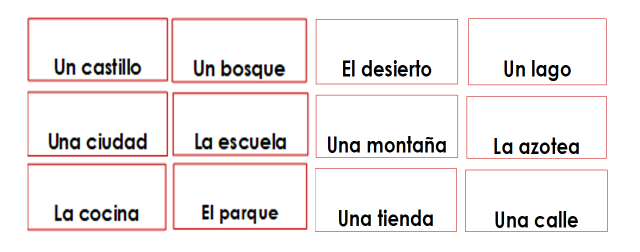 Un castillo
Un bosque
El desierto
Un lago
Una ciudad
La escuela
Una montaña
La azotea
La cocina
El parque
Una tienda
Una calle